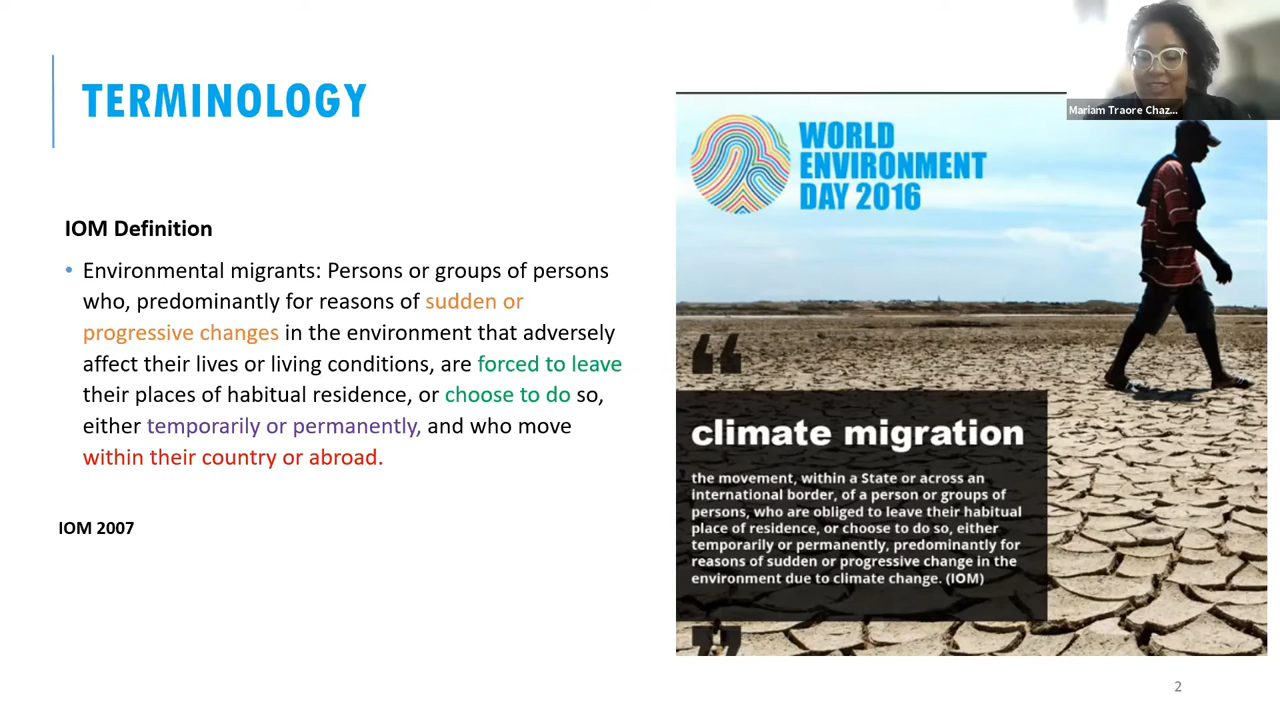 TERMINOLOGY
IOM Definition
• Environmental migrants: Persons or groups of persons
who, predominantly for reasons of sudden or
progressive changes in the environment that adversely
affect their lives or living conditions, are forced to leave
their places of habitual residence, or choose to do so,
either temporarily or permanently, and who move
within their country or abroad.
IOM 2007
Mariam Traore Chaz...
WORLD
ENVIRONMENT
DAY 2016
“
climate migration
the movement, within a State or across an
international border, of a person or groups of
persons, who are obliged to leave their habitual
place of residence, or choose to do so, either
temporarily or permanently, predominantly for
reasons of sudden or progressive change in the
environment due to climate change. (IOM)
”
2